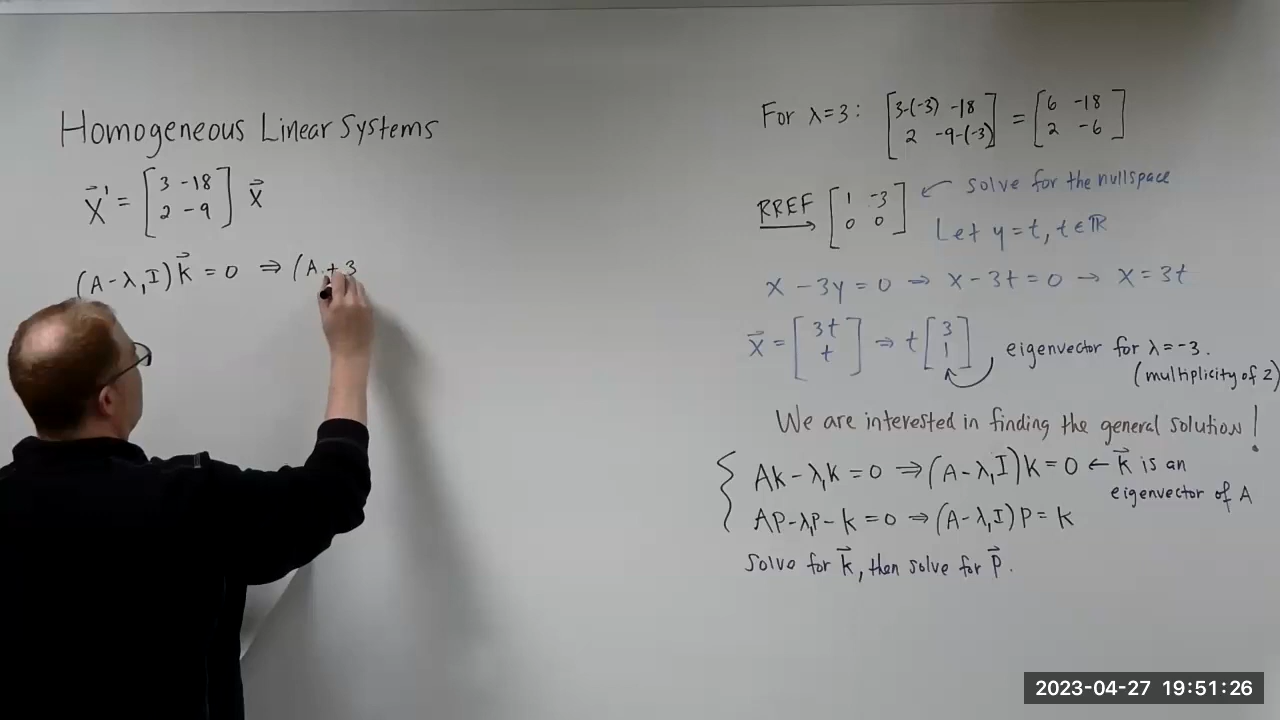 Homogeneous Linear Systems
X⃗' = [3 -18; 2 -9] X⃗
(A - λ₁I) k⃗ = 0 ⇒ (A + 3
For λ=3: [3-(-3) -18; 2 -9-(-3)] = [6 -18; 2 -6]
RREF → [1 -3; 0 0] ← solve for the nullspace
Let y = t, t ∈ ℝ
x - 3y = 0 → x - 3t = 0 → x = 3t
x⃗ = [3t; t] ⇒ t [3; 1] eigenvector for λ=-3.
(multiplicity of 2)
We are interested in finding the general solution!
{ AK - λ₁K = 0 ⇒ (A - λ₁I) K = 0 ← k⃗ is an
eigenvector of A
AP - λ₁P - K = 0 ⇒ (A - λ₁I) P = K
solve for k⃗, then solve for p⃗.
2023-04-27 19:51:26